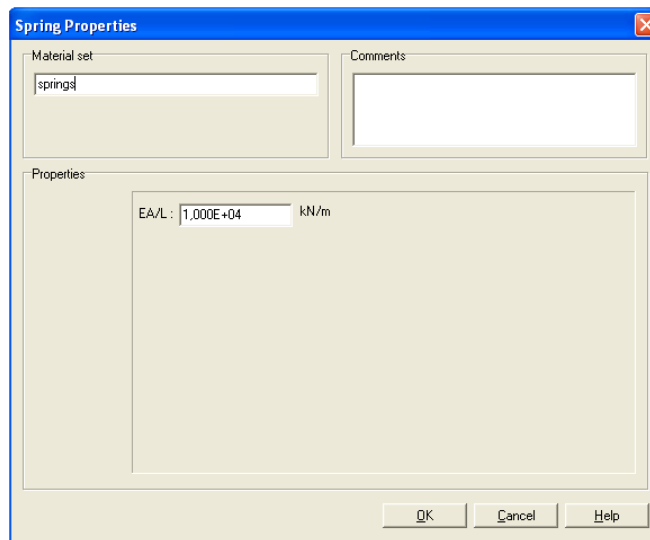 Spring Properties
Material set
springs
Comments
Properties
EA/L : 1,000E+04 kN/m
OK Cancel Help